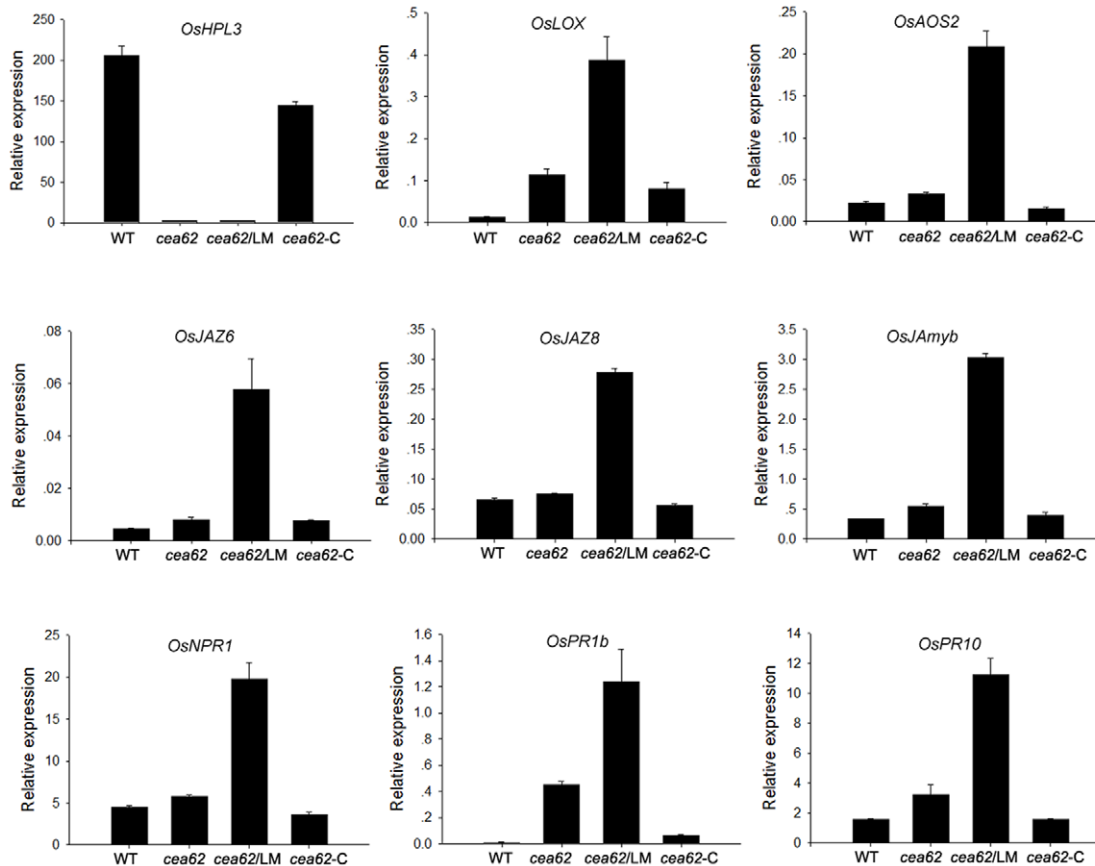 OsHPL3
Relative expression
250
200
150
100
50
0
WT cea62 cea62/LM cea62-C
OsLOX
Relative expression
.5
.4
.3
.2
.1
0.0
WT cea62 cea62/LM cea62-C
OsAOS2
Relative expression
.25
.20
.15
.10
.05
0.00
WT cea62 cea62/LM cea62-C
OsJAZ6
Relative expression
.08
.06
.04
.02
0.00
WT cea62 cea62/LM cea62-C
OsJAZ8
Relative expression
.35
.30
.25
.20
.15
.10
.05
0.00
WT cea62 cea62/LM cea62-C
OsJAmyb
Relative expression
3.5
3.0
2.5
2.0
1.5
1.0
.5
0.0
WT cea62 cea62/LM cea62-C
OsNPR1
Relative expression
25
20
15
10
5
0
WT cea62 cea62/LM cea62-C
OsPR1b
Relative expression
1.6
1.4
1.2
1.0
.8
.6
.4
.2
0.0
WT cea62 cea62/LM cea62-C
OsPR10
Relative expression
14
12
10
8
6
4
2
0
WT cea62 cea62/LM cea62-C